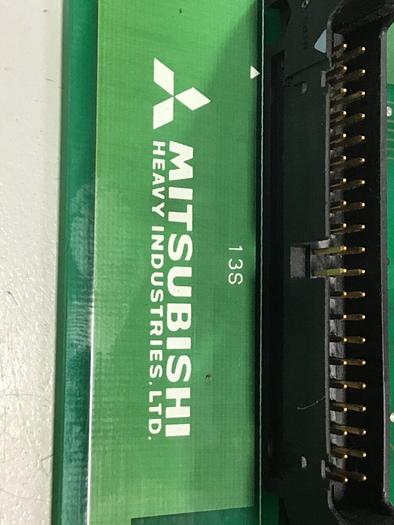 MITSUBISHI
HEAVY INDUSTRIES, LTD.
13S